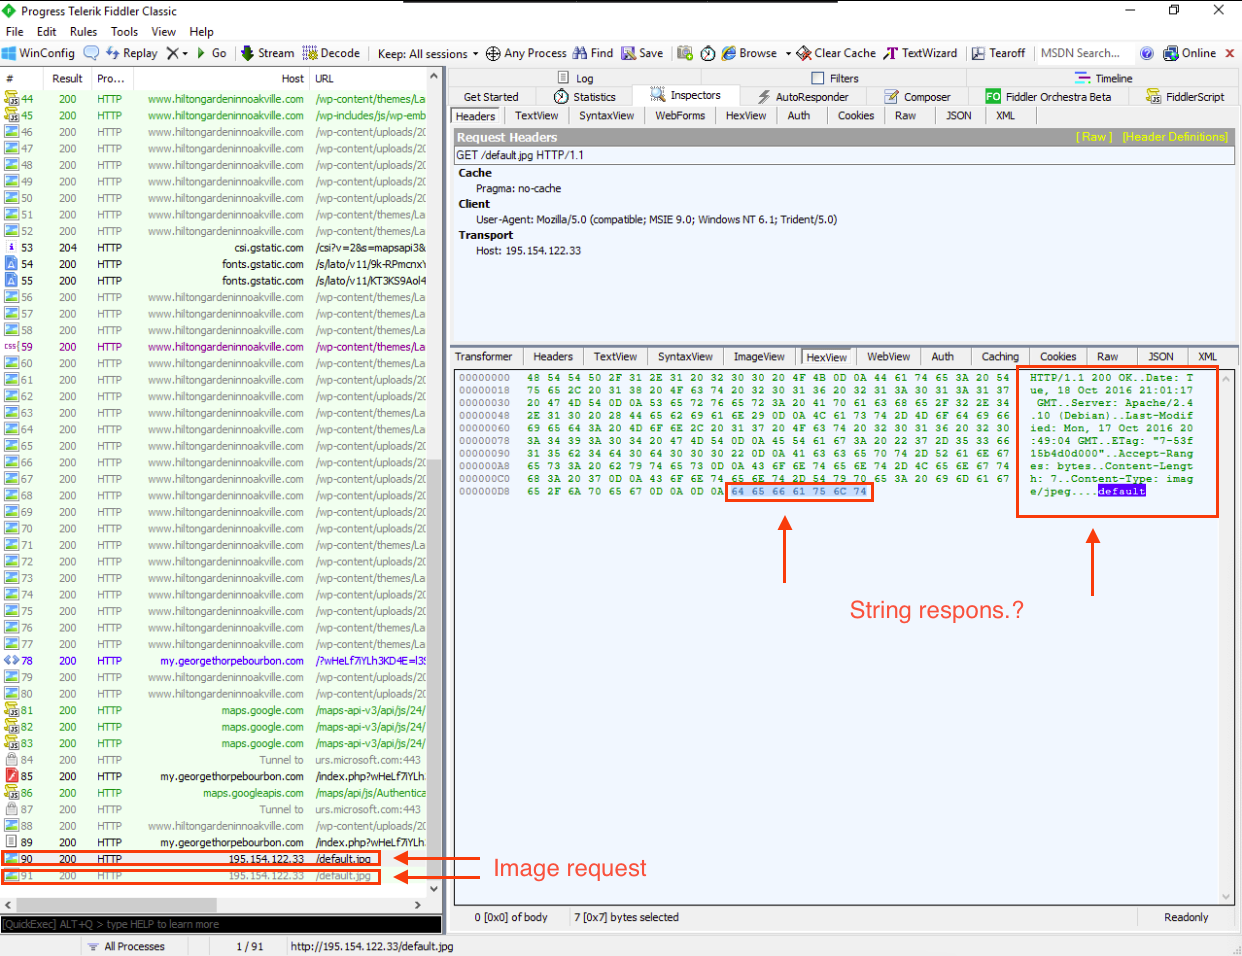 Progress Telerik Fiddler Classic
File Edit Rules Tools View Help
WinConfig Replay Go Stream Decode Keep: All sessions Any Process Find Save Browse Clear Cache TextWizard Tearoff MSDN Search... Online
# Result Pro... Host URL
44 200 HTTP www.hiltongardeninnoakville.com /wp-content/themes/La
45 200 HTTP www.hiltongardeninnoakville.com /wp-includes/js/wp-emb
46 200 HTTP www.hiltongardeninnoakville.com /wp-content/uploads/20
47 200 HTTP www.hiltongardeninnoakville.com /wp-content/uploads/20
48 200 HTTP www.hiltongardeninnoakville.com /wp-content/uploads/20
49 200 HTTP www.hiltongardeninnoakville.com /wp-content/uploads/20
50 200 HTTP www.hiltongardeninnoakville.com /wp-content/uploads/20
51 200 HTTP www.hiltongardeninnoakville.com /wp-content/themes/La
52 200 HTTP www.hiltongardeninnoakville.com /wp-content/themes/La
53 204 HTTP csi.gstatic.com /csi?v=2&s=mapsapi3&
54 200 HTTP fonts.gstatic.com /s/lato/v11/9k-RPmcnxY
55 200 HTTP fonts.gstatic.com /s/lato/v11/KT3KS9Aol4
56 200 HTTP www.hiltongardeninnoakville.com /wp-content/themes/La
57 200 HTTP www.hiltongardeninnoakville.com /wp-content/themes/La
58 200 HTTP www.hiltongardeninnoakville.com /wp-content/themes/La
59 200 HTTP www.hiltongardeninnoakville.com /wp-content/themes/La
60 200 HTTP www.hiltongardeninnoakville.com /wp-content/themes/La
61 200 HTTP www.hiltongardeninnoakville.com /wp-content/uploads/20
62 200 HTTP www.hiltongardeninnoakville.com /wp-content/uploads/20
63 200 HTTP www.hiltongardeninnoakville.com /wp-content/themes/La
64 200 HTTP www.hiltongardeninnoakville.com /wp-content/themes/La
65 200 HTTP www.hiltongardeninnoakville.com /wp-content/uploads/20
66 200 HTTP www.hiltongardeninnoakville.com /wp-content/uploads/20
67 200 HTTP www.hiltongardeninnoakville.com /wp-content/uploads/20
68 200 HTTP www.hiltongardeninnoakville.com /wp-content/uploads/20
69 200 HTTP www.hiltongardeninnoakville.com /wp-content/uploads/20
70 200 HTTP www.hiltongardeninnoakville.com /wp-content/uploads/20
71 200 HTTP www.hiltongardeninnoakville.com /wp-content/themes/La
72 200 HTTP www.hiltongardeninnoakville.com /wp-content/uploads/20
73 200 HTTP www.hiltongardeninnoakville.com /wp-content/themes/La
74 200 HTTP www.hiltongardeninnoakville.com /wp-content/uploads/20
75 200 HTTP www.hiltongardeninnoakville.com /wp-content/uploads/20
76 200 HTTP www.hiltongardeninnoakville.com /wp-content/uploads/20
77 200 HTTP www.hiltongardeninnoakville.com /wp-content/themes/La
78 200 HTTP my.georgethorpebourbon.com /?wHeLf7iYLh3KD4E=l3S
79 200 HTTP www.hiltongardeninnoakville.com /wp-content/uploads/20
80 200 HTTP www.hiltongardeninnoakville.com /wp-content/uploads/20
81 200 HTTP maps.google.com /maps-api-v3/api/js/24/
82 200 HTTP maps.google.com /maps-api-v3/api/js/24/
83 200 HTTP maps.google.com /maps-api-v3/api/js/24/
84 200 HTTP Tunnel to urs.microsoft.com:443
85 200 HTTP my.georgethorpebourbon.com /index.php?wHeLf7iYLh
86 200 HTTP maps.googleapis.com /maps/api/js/Authentica
87 200 HTTP Tunnel to urs.microsoft.com:443
88 200 HTTP www.hiltongardeninnoakville.com /wp-content/uploads/20
89 200 HTTP my.georgethorpebourbon.com /index.php?wHeLf7iYLh
90 200 HTTP 195.154.122.33 /default.jpg
91 200 HTTP 195.154.122.33 /default.jpg
Image request
[QuickExec] ALT+Q > type HELP to learn more
Log Filters Timeline
Get Started Statistics Inspectors AutoResponder Composer FO Fiddler Orchestra Beta FiddlerScript
Headers TextView SyntaxView WebForms HexView Auth Cookies Raw JSON XML
Request Headers [ Raw ] [Header Definitions]
GET /default.jpg HTTP/1.1
Cache
Pragma: no-cache
Client
User-Agent: Mozilla/5.0 (compatible; MSIE 9.0; Windows NT 6.1; Trident/5.0)
Transport
Host: 195.154.122.33
Transformer Headers TextView SyntaxView ImageView HexView WebView Auth Caching Cookies Raw JSON XML
00000000 48 54 54 50 2F 31 2E 31 20 32 30 30 20 4F 4B 0D 0A 44 61 74 65 3A 20 54 HTTP/1.1 200 OK..Date: T
00000018 75 65 2C 20 31 38 20 4F 63 74 20 32 30 31 36 20 32 31 3A 30 31 3A 31 37 ue, 18 Oct 2016 21:01:17
00000030 20 47 4D 54 0D 0A 53 65 72 76 65 72 3A 20 41 70 61 63 68 65 2F 32 2E 34 GMT..Server: Apache/2.4
00000048 2E 31 30 20 28 44 65 62 69 61 6E 29 0D 0A 4C 61 73 74 2D 4D 6F 64 69 66 .10 (Debian)..Last-Modif
00000060 69 65 64 3A 20 4D 6F 6E 2C 20 31 37 20 4F 63 74 20 32 30 31 36 20 32 30 ied: Mon, 17 Oct 2016 20
00000078 3A 34 39 3A 30 34 20 47 4D 54 0D 0A 45 54 61 67 3A 20 22 37 2D 35 33 66 :49:04 GMT..ETag: "7-53f
00000090 31 35 62 34 64 30 64 30 30 30 22 0D 0A 41 63 63 65 70 74 2D 52 61 6E 67 15b4d0d000"..Accept-Rang
000000A8 65 73 3A 20 62 79 74 65 73 0D 0A 43 6F 6E 74 65 6E 74 2D 4C 65 6E 67 74 es: bytes..Content-Lengt
000000C0 68 3A 20 37 0D 0A 43 6F 6E 74 65 6E 74 2D 54 79 70 65 3A 20 69 6D 61 67 h: 7..Content-Type: imag
000000D8 65 2F 6A 70 65 67 0D 0A 0D 0A 64 65 66 61 75 6C 74 e/jpeg....default
String respons.?
0 [0x0] of body 7 [0x7] bytes selected Readonly
All Processes 1 / 91 http://195.154.122.33/default.jpg